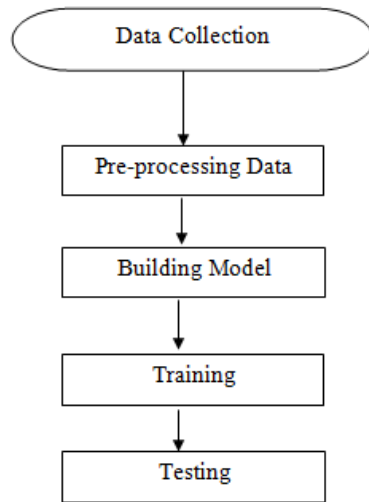 Data Collection
Pre-processing Data
Building Model
Training
Testing